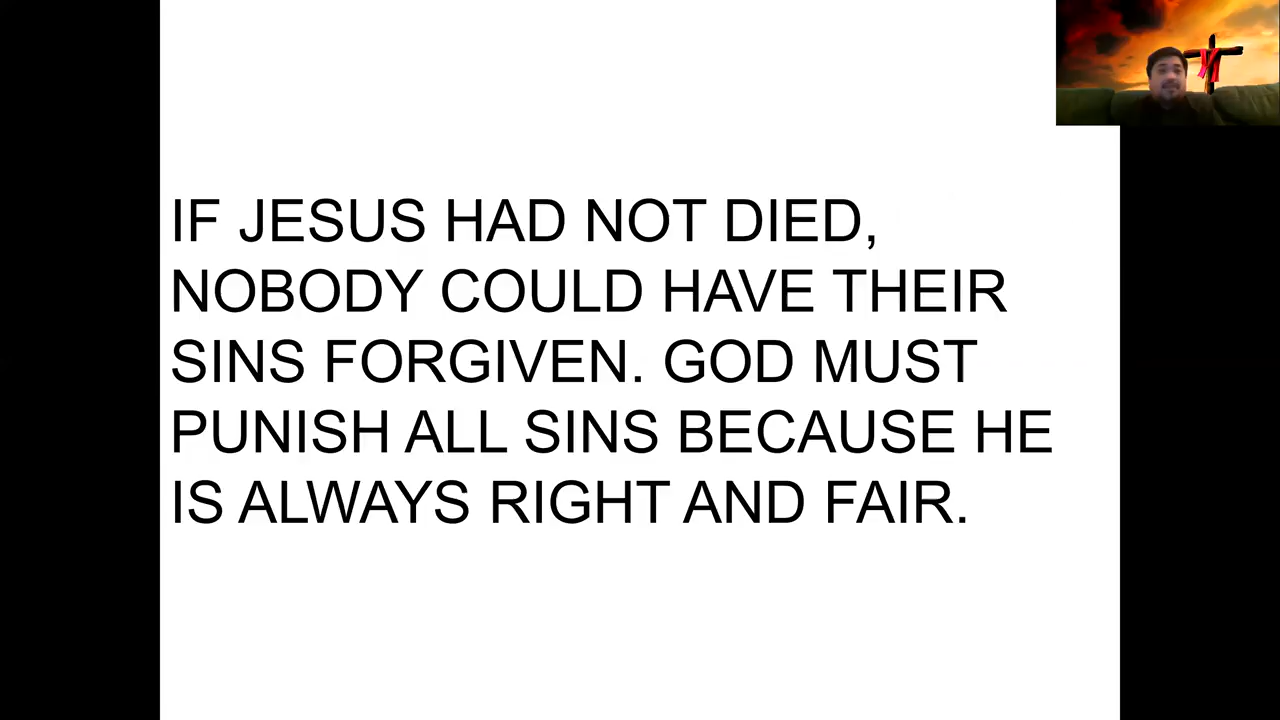 IF JESUS HAD NOT DIED,
NOBODY COULD HAVE THEIR
SINS FORGIVEN. GOD MUST
PUNISH ALL SINS BECAUSE HE
IS ALWAYS RIGHT AND FAIR.